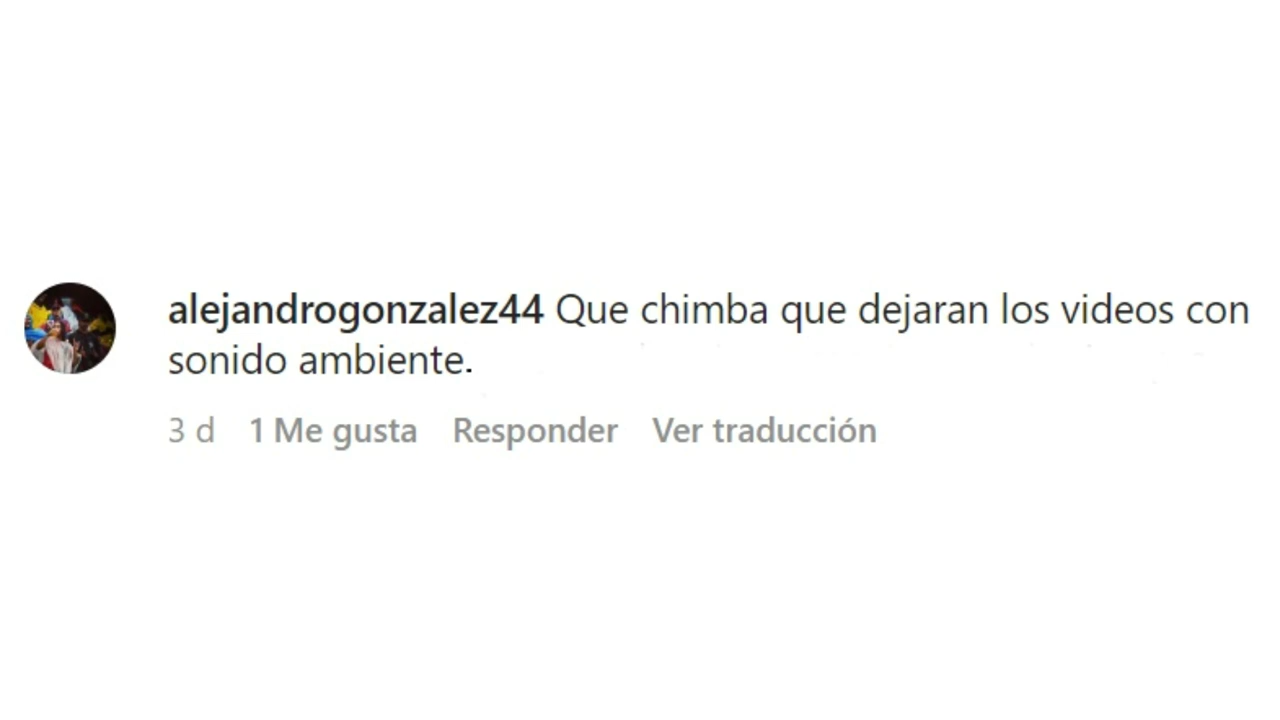 alejandrogonzalez44 Que chimba que dejaran los videos con
sonido ambiente.
3 d 1 Me gusta Responder Ver traducción